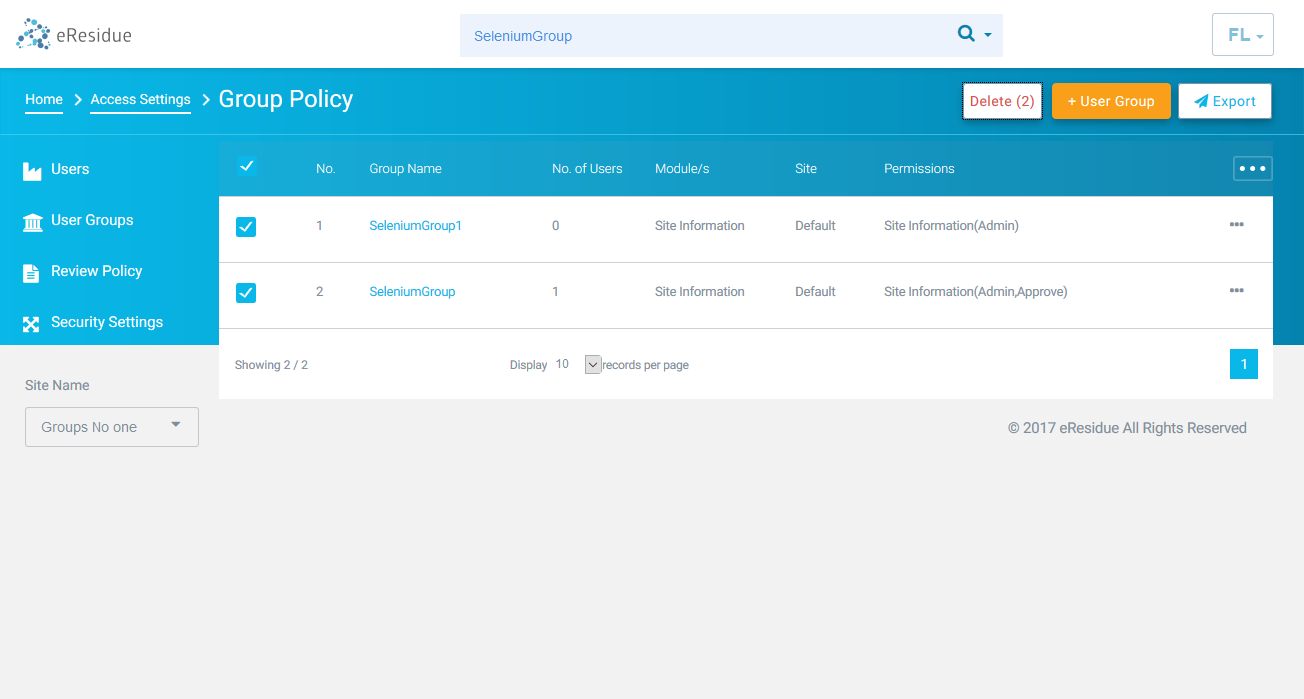 eResidue
SeleniumGroup
FL
Home
Access Settings
Group Policy
Delete (2)
+ User Group
Export
Users
User Groups
Review Policy
Security Settings
Site Name
Groups No one
No. Group Name No. of Users Module/s Site Permissions
1 SeleniumGroup1 0 Site Information Default Site Information(Admin)
2 SeleniumGroup 1 Site Information Default Site Information(Admin,Approve)
Showing 2 / 2 Display 10 records per page 1
© 2017 eResidue All Rights Reserved